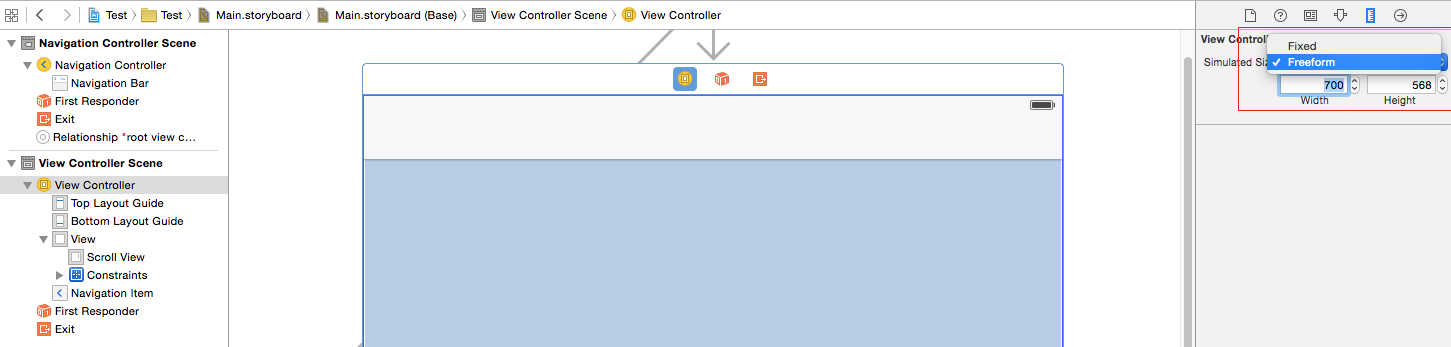 Test
Test
Main.storyboard
Main.storyboard (Base)
View Controller Scene
View Controller
Navigation Controller Scene
Navigation Controller
Navigation Bar
First Responder
Exit
Relationship "root view c...
View Controller Scene
View Controller
Top Layout Guide
Bottom Layout Guide
View
Scroll View
Constraints
Navigation Item
First Responder
Exit
View Controll
Fixed
Simulated Siz
Freeform
700
568
Width
Height